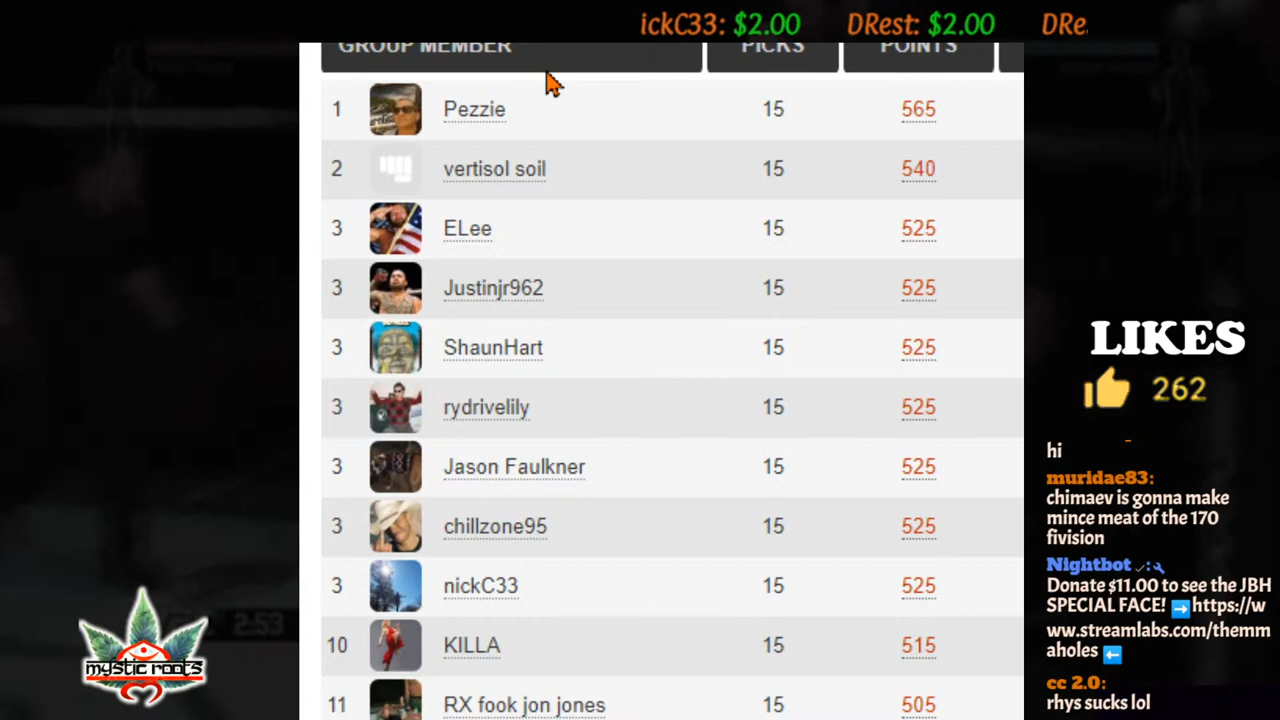 ickC33: $2.00 DRest: $2.00 DRe
GROUP MEMBER PICKS POINTS
1 Pezzie 15 565
2 vertisol soil 15 540
3 ELee 15 525
3 Justinjr962 15 525
3 ShaunHart 15 525
3 rydrivelily 15 525
3 Jason Faulkner 15 525
3 chillzone95 15 525
3 nickC33 15 525
10 KILLA 15 515
11 RX fook jon jones 15 505
LIKES
262
hi
muridae83:
chimaev is gonna make
mince meat of the 170
fivision
Nightbot :
Donate $11.00 to see the JBH
SPECIAL FACE! https://w
ww.streamlabs.com/themm
aholes
cc 2.0:
rhys sucks lol
mystic roots
2:53